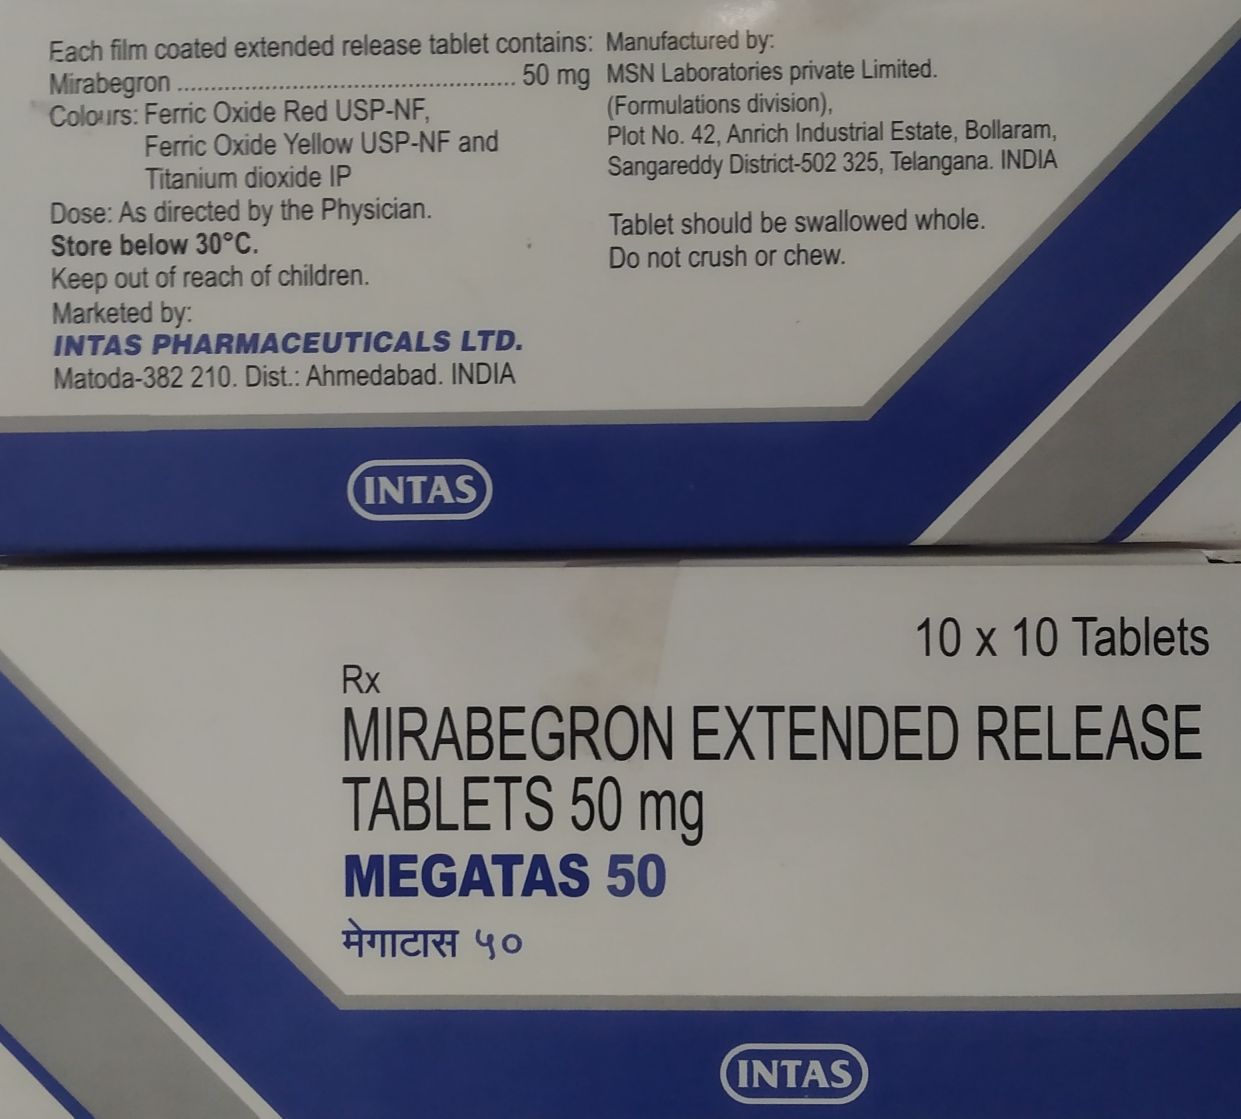 Each film coated extended release tablet contains:
Mirabegron ................................................... 50 mg
Colours: Ferric Oxide Red USP-NF,
Ferric Oxide Yellow USP-NF and
Titanium dioxide IP
Dose: As directed by the Physician.
Store below 30°C.
Keep out of reach of children.
Marketed by:
INTAS PHARMACEUTICALS LTD.
Matoda-382 210. Dist.: Ahmedabad. INDIA
Manufactured by:
MSN Laboratories private Limited.
(Formulations division),
Plot No. 42, Anrich Industrial Estate, Bollaram,
Sangareddy District-502 325, Telangana. INDIA
Tablet should be swallowed whole.
Do not crush or chew.
INTAS
10 x 10 Tablets
Rx
MIRABEGRON EXTENDED RELEASE
TABLETS 50 mg
MEGATAS 50
मेगाटास ५०
INTAS